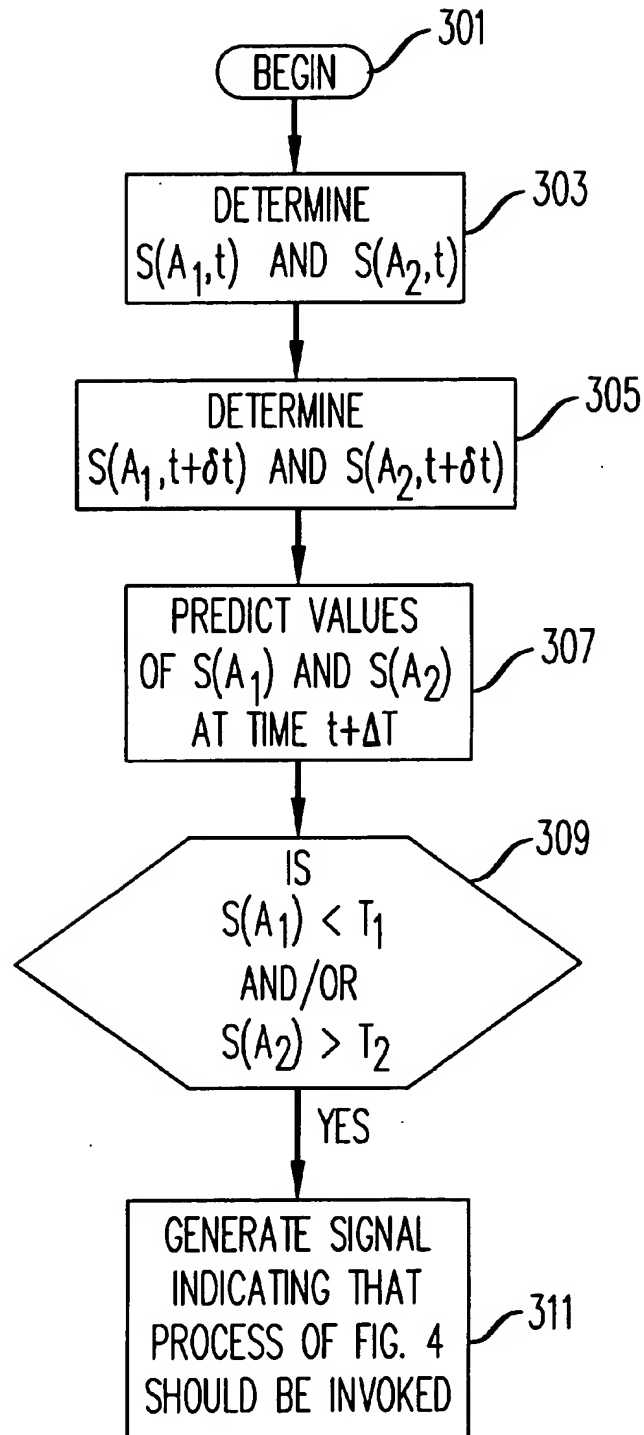 301
BEGIN
303
DETERMINE
S(A₁,t) AND S(A₂,t)
305
DETERMINE
S(A₁,t+δt) AND S(A₂,t+δt)
PREDICT VALUES
OF S(A₁) AND S(A₂)
AT TIME t+ΔT
307
309
IS
S(A₁) < T₁
AND/OR
S(A₂) > T₂
YES
GENERATE SIGNAL
INDICATING THAT
PROCESS OF FIG. 4
SHOULD BE INVOKED
311